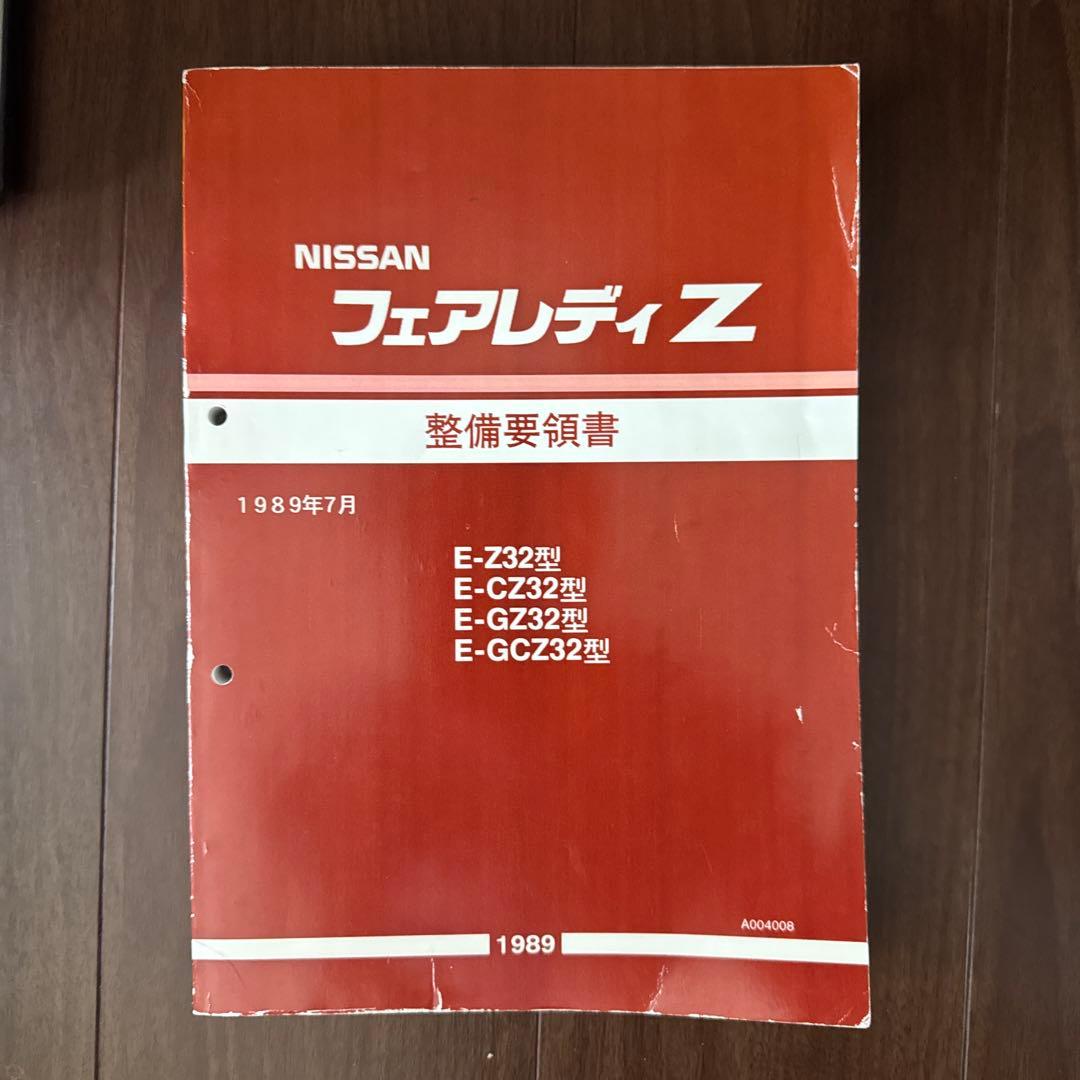 NISSAN
フェアレディZ
整備要領書
1989年7月
E-Z32型
E-CZ32型
E-GZ32型
E-GCZ32型
A004008
1989